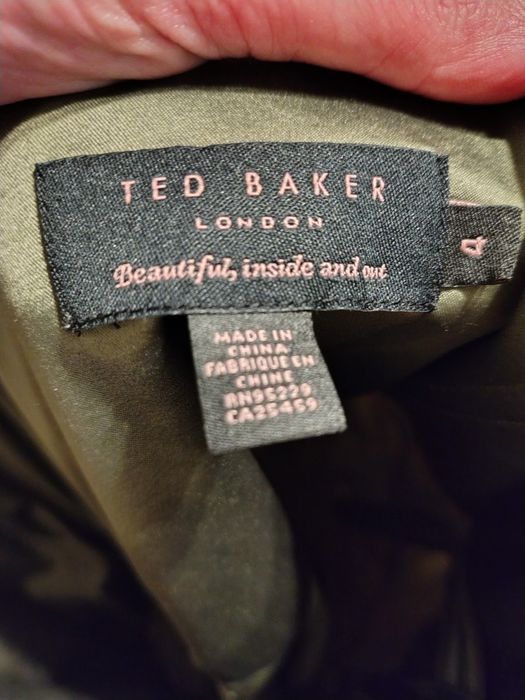 TED BAKER
LONDON
Beautiful, inside and out
4
MADE IN
CHINA
FABRIQUE EN
CHINE
RN95229
CA25459